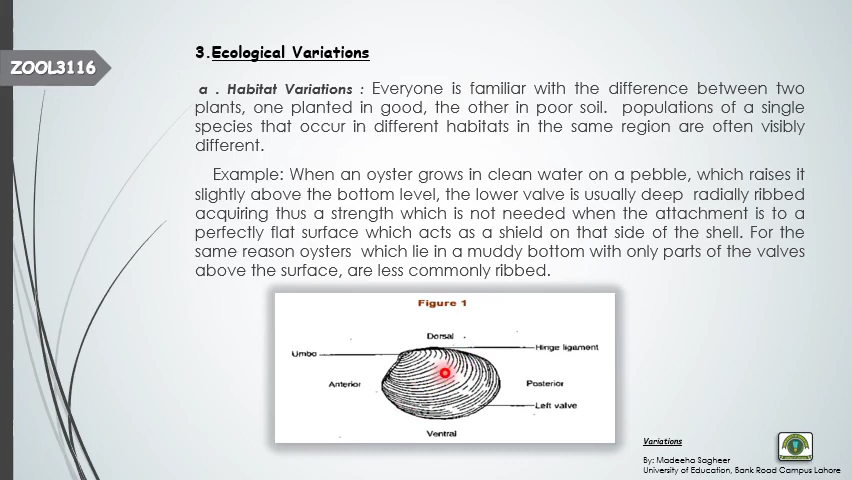 3.Ecological Variations
ZOOL3116
a . Habitat Variations : Everyone is familiar with the difference between two
plants, one planted in good, the other in poor soil. populations of a single
species that occur in different habitats in the same region are often visibly
different.
Example: When an oyster grows in clean water on a pebble, which raises it
slightly above the bottom level, the lower valve is usually deep radially ribbed
acquiring thus a strength which is not needed when the attachment is to a
perfectly flat surface which acts as a shield on that side of the shell. For the
same reason oysters which lie in a muddy bottom with only parts of the valves
above the surface, are less commonly ribbed.
Figure 1
Dorsal
Hinge ligament
Umbo
Anterior
Posterior
Left valve
Ventral
Variations
By: Madeeha Sagheer
University of Education, Bank Road Campus Lahore